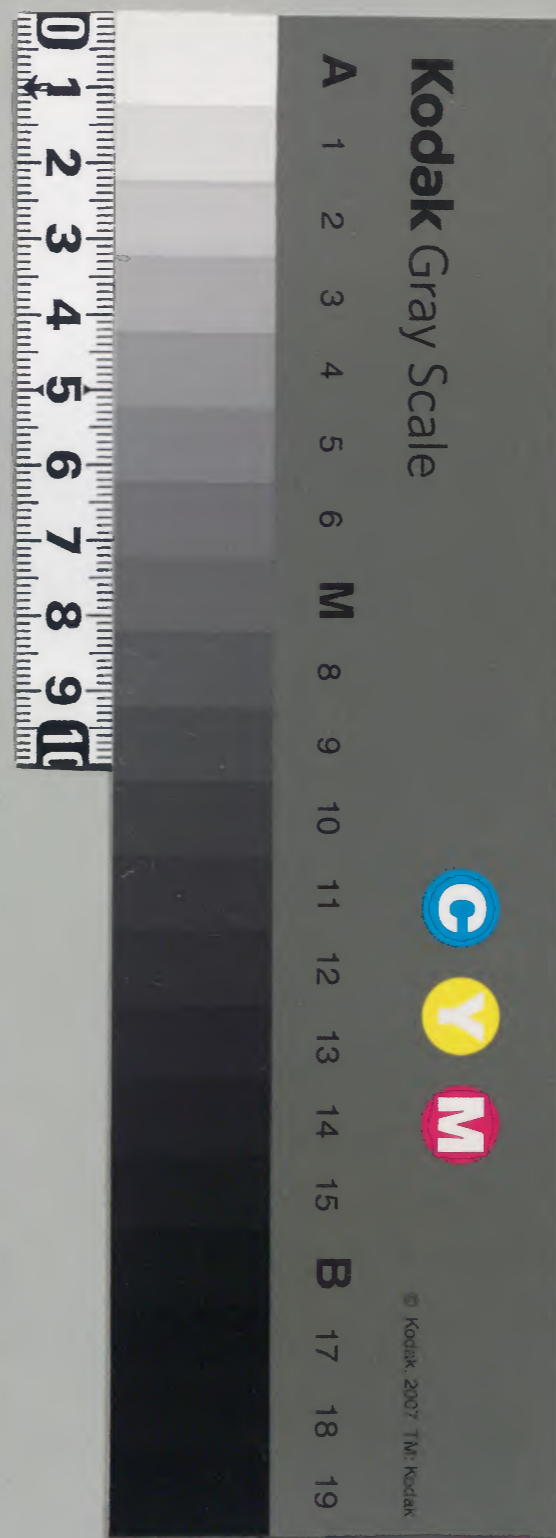 Kodak Gray Scale
C Y M
© Kodak, 2007 TM: Kodak
A 1 2 3 4 5 6 M 8 9 10 11 12 13 14 15 B 17 18 19
0 1 2 3 4 5 6 7 8 9 10